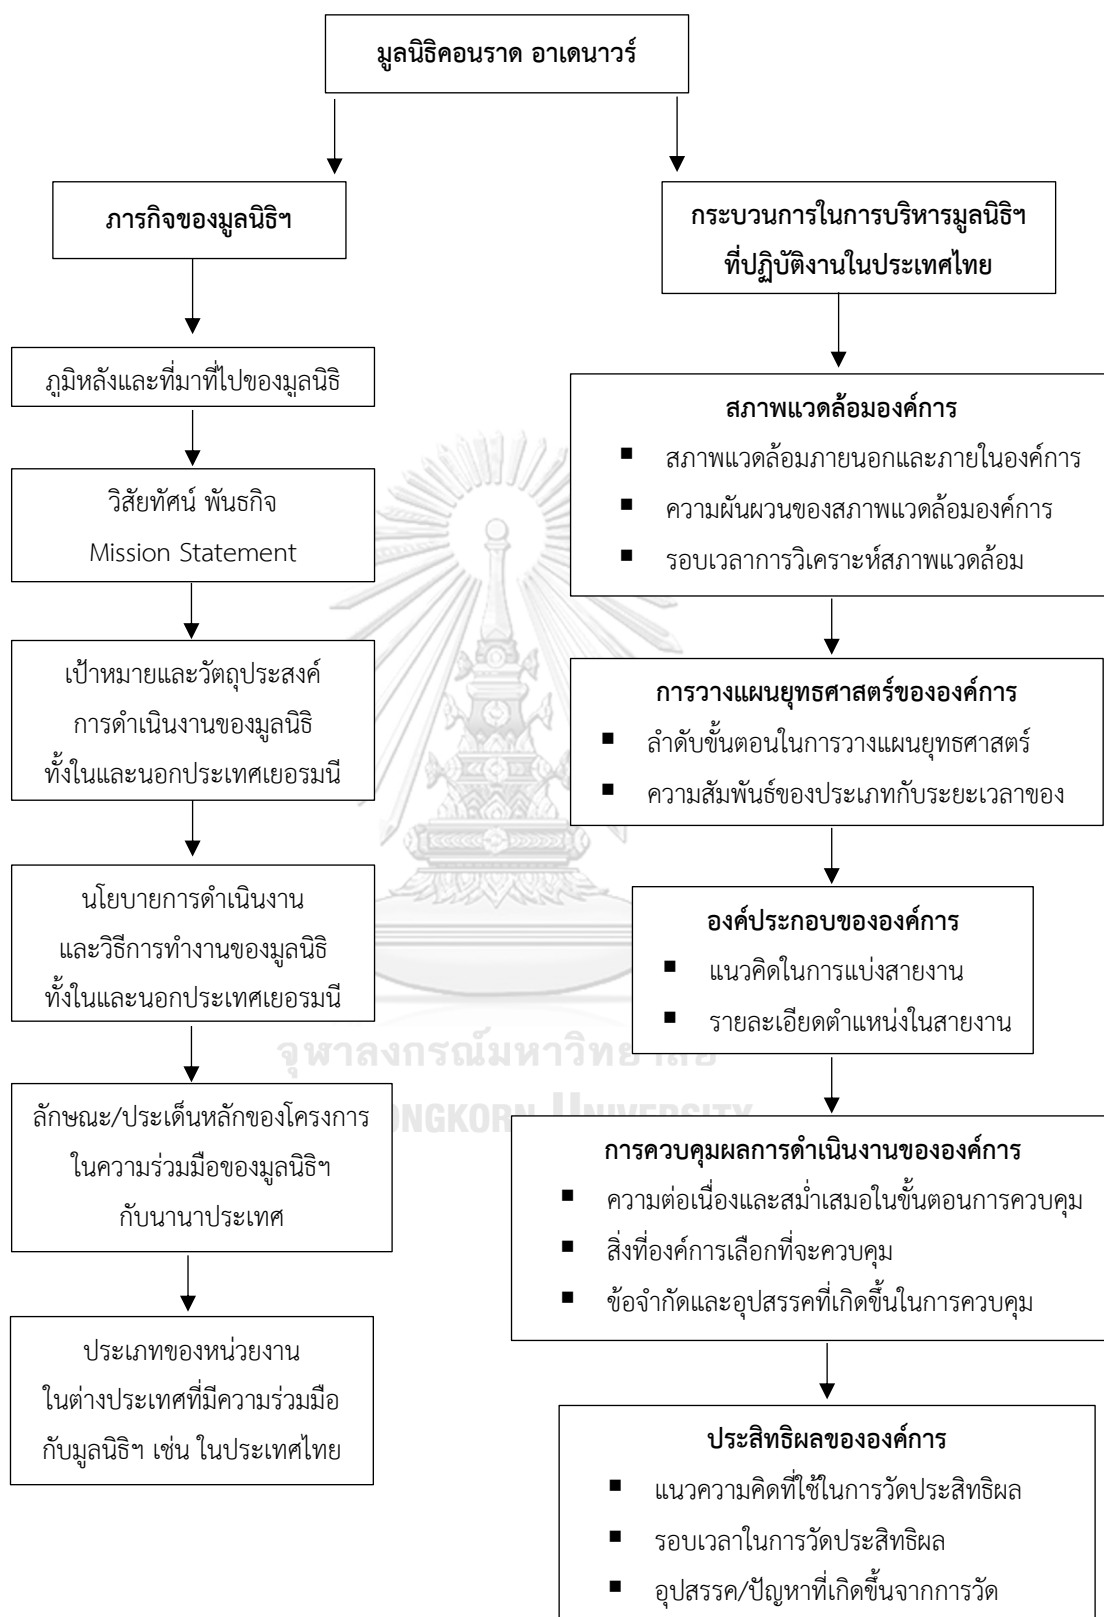 มูลนิธิคอนราด อาเดนาวร์
ภารกิจของมูลนิธิฯ
ภูมิหลังและที่มาที่ไปของมูลนิธิ
วิสัยทัศน์ พันธกิจ
Mission Statement
เป้าหมายและวัตถุประสงค์
การดำเนินงานของมูลนิธิ
ทั้งในและนอกประเทศเยอรมนี
นโยบายการดำเนินงาน
และวิธีการทำงานของมูลนิธิ
ทั้งในและนอกประเทศเยอรมนี
ลักษณะ/ประเด็นหลักของโครงการ
ในความร่วมมือของมูลนิธิฯ
กับนานาประเทศ
ประเภทของหน่วยงาน
ในต่างประเทศที่มีความร่วมมือ
กับมูลนิธิฯ เช่น ในประเทศไทย
กระบวนการในการบริหารมูลนิธิฯ
ที่ปฏิบัติงานในประเทศไทย
สภาพแวดล้อมองค์การ
▪ สภาพแวดล้อมภายนอกและภายในองค์การ
▪ ความผันผวนของสภาพแวดล้อมองค์การ
▪ รอบเวลาการวิเคราะห์สภาพแวดล้อม
การวางแผนยุทธศาสตร์ขององค์การ
▪ ลำดับขั้นตอนในการวางแผนยุทธศาสตร์
▪ ความสัมพันธ์ของประเภทกับระยะเวลาของ
องค์ประกอบขององค์การ
▪ แนวคิดในการแบ่งสายงาน
▪ รายละเอียดตำแหน่งในสายงาน
การควบคุมผลการดำเนินงานขององค์การ
▪ ความต่อเนื่องและสม่ำเสมอในขั้นตอนการควบคุม
▪ สิ่งที่องค์การเลือกที่จะควบคุม
▪ ข้อจำกัดและอุปสรรคที่เกิดขึ้นในการควบคุม
ประสิทธิผลขององค์การ
▪ แนวความคิดที่ใช้ในการวัดประสิทธิผล
▪ รอบเวลาในการวัดประสิทธิผล
▪ อุปสรรค/ปัญหาที่เกิดขึ้นจากการวัด
จุฬาลงกรณ์มหาวิทยาลัย
UNIVERSITY